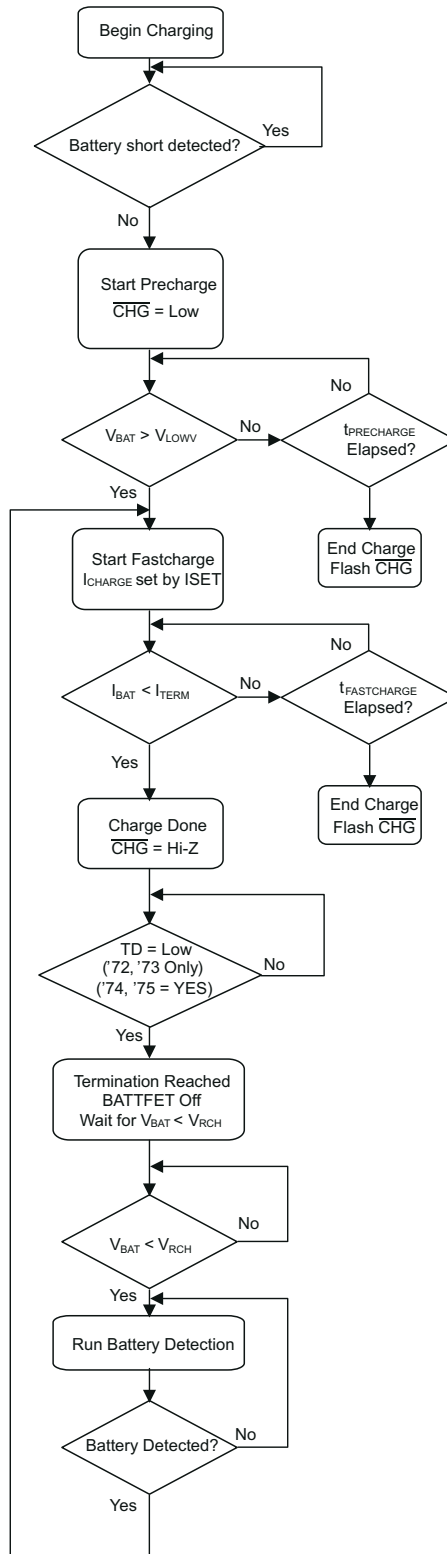 Begin Charging
Yes
Battery short detected?
No
Start Precharge
CHG = Low
No
VBAT > VLOWV
No
tPRECHARGE
Elapsed?
Yes
Start Fastcharge
ICHARGE set by ISET
End Charge
Flash CHG
No
IBAT < ITERM
No
tFASTCHARGE
Elapsed?
Yes
Charge Done
CHG = Hi-Z
End Charge
Flash CHG
TD = Low
('72, '73 Only)
('74, '75 = YES)
No
Yes
Termination Reached
BATTFET Off
Wait for VBAT < VRCH
No
VBAT < VRCH
Yes
Run Battery Detection
No
Battery Detected?
Yes